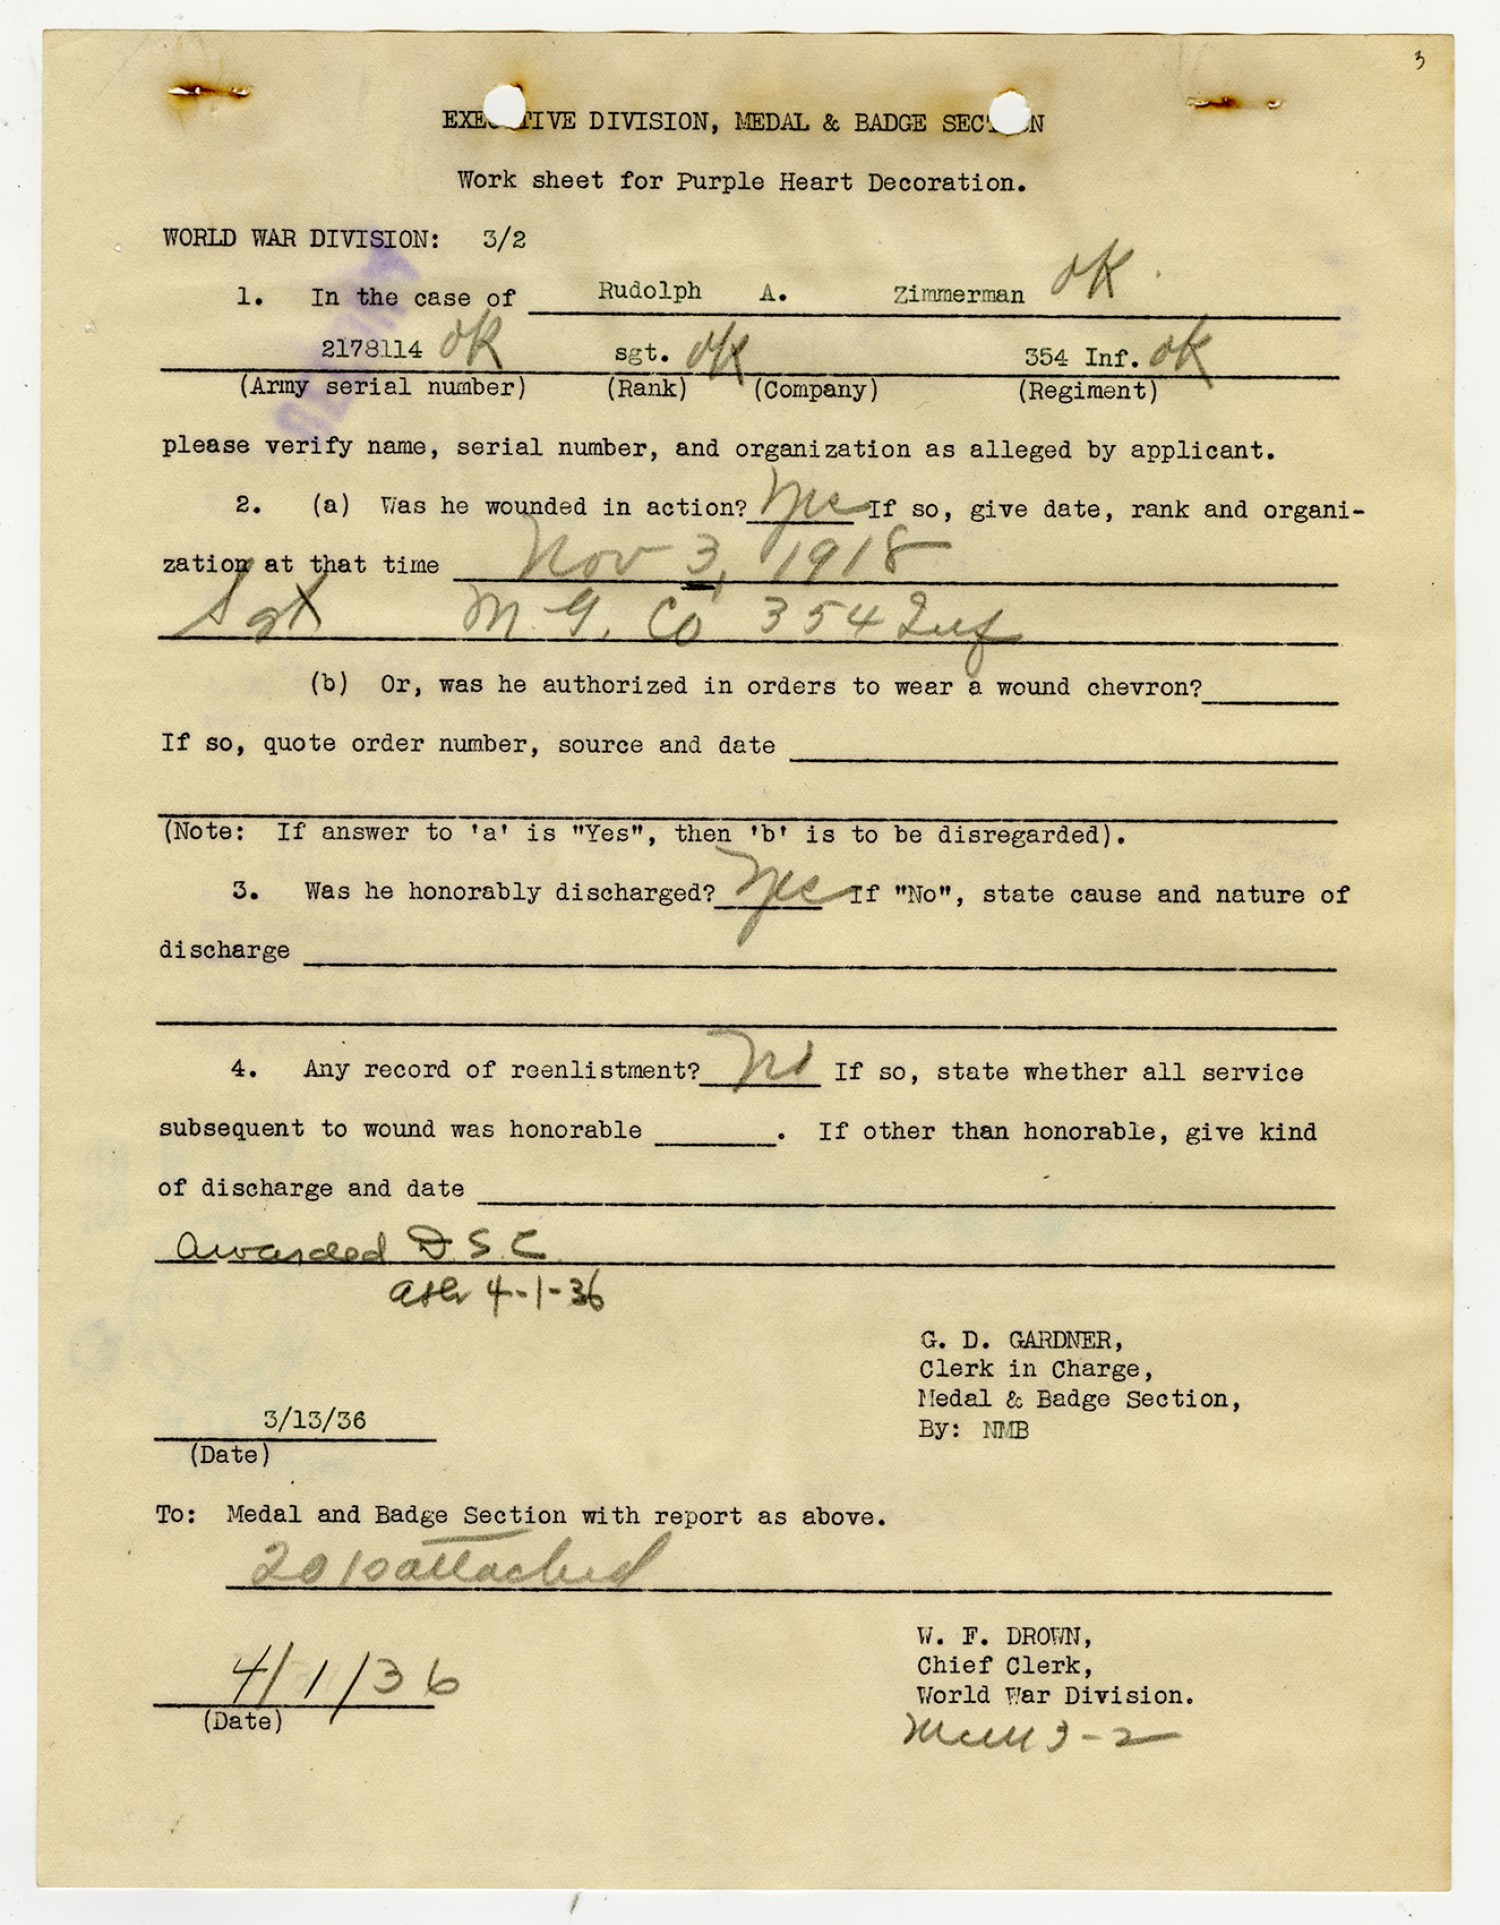 3
EXECUTIVE DIVISION, MEDAL & BADGE SECTION
Work sheet for Purple Heart Decoration.
WORLD WAR DIVISION: 3/2
1. In the case of Rudolph A. Zimmerman OK
2178114 OK sgt. OK 354 Inf. OK
(Army serial number) (Rank) (Company) (Regiment)
please verify name, serial number, and organization as alleged by applicant.
2. (a) Was he wounded in action? Yes If so, give date, rank and organi-
zation at that time Nov 3, 1918
Sgt M. G. Co 354 Inf
(b) Or, was he authorized in orders to wear a wound chevron?
If so, quote order number, source and date
(Note: If answer to 'a' is "Yes", then 'b' is to be disregarded).
3. Was he honorably discharged? Yes If "No", state cause and nature of
discharge
4. Any record of reenlistment? No If so, state whether all service
subsequent to wound was honorable . If other than honorable, give kind
of discharge and date
Awarded D. S. C.
4-1-36
G. D. GARDNER,
Clerk in Charge,
Medal & Badge Section,
By: NMB
3/13/36
(Date)
To: Medal and Badge Section with report as above.
attached
W. F. DROWN,
Chief Clerk,
World War Division.
3-2
4/1/36
(Date)